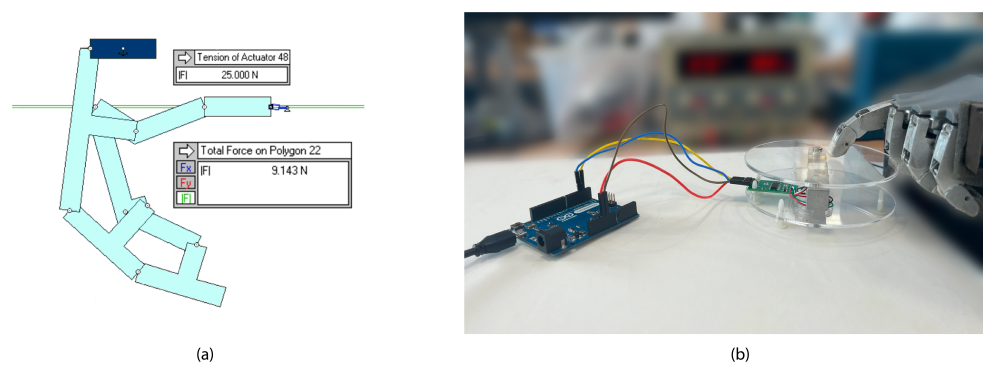 Tension of Actuator 48
|F| 25.000 N
Total Force on Polygon 22
Fx
Fy
|F|
|F| 9.143 N
(a)
(b)